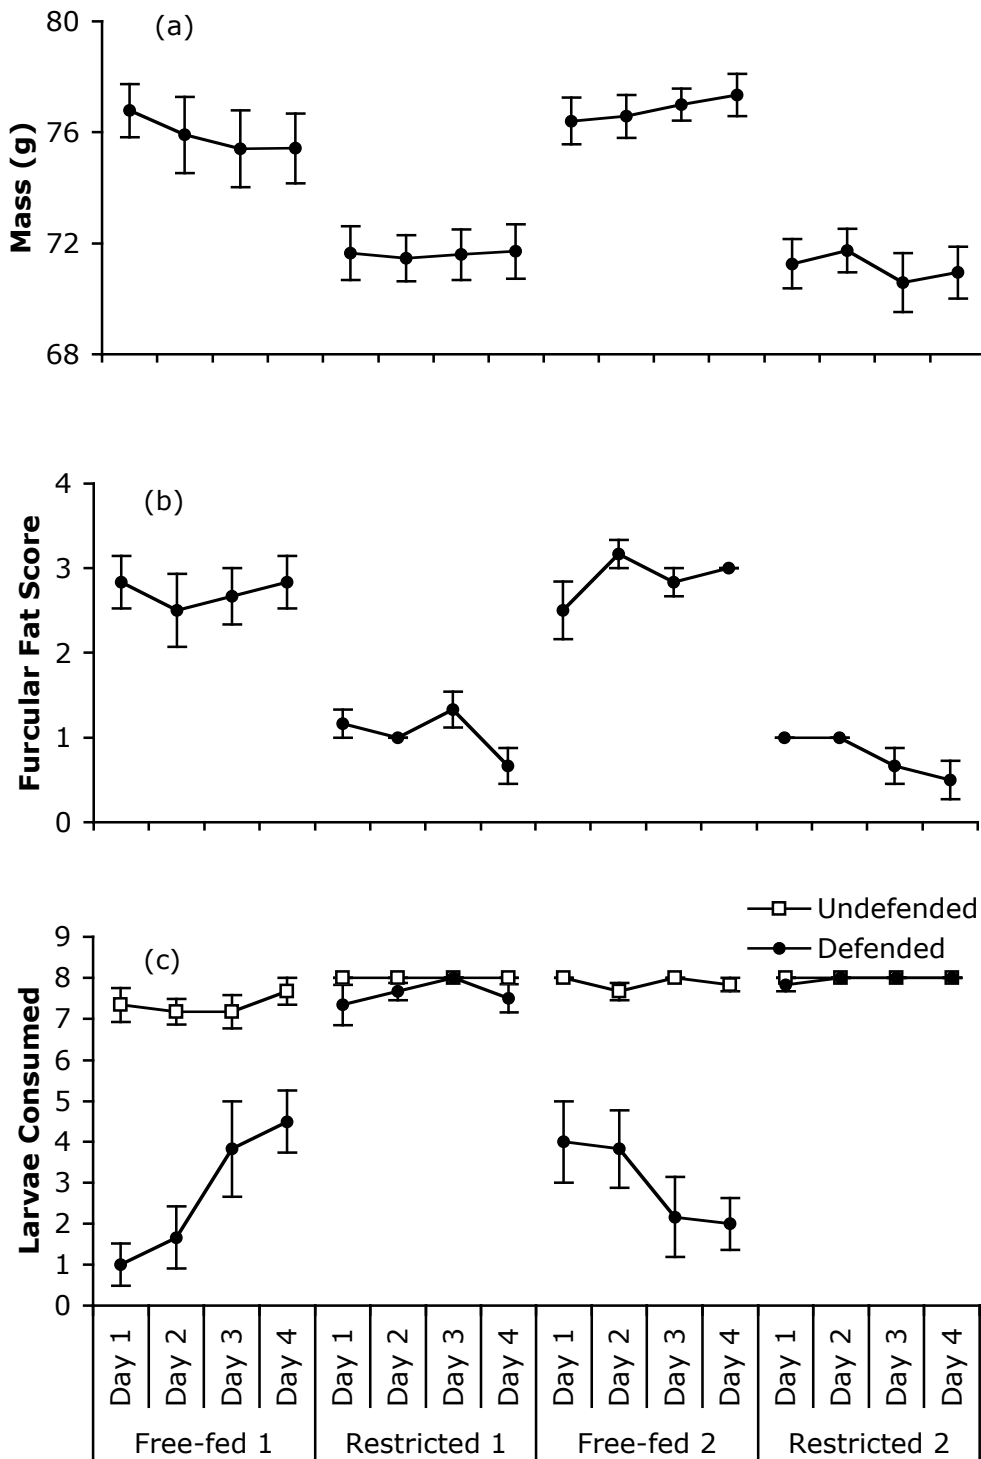 (a)
Mass (g)
80
76
72
68
(b)
Furcular Fat Score
4
3
2
1
0
Undefended
Defended
(c)
Larvae Consumed
9
8
7
6
5
4
3
2
1
0
Day 1 Day 2 Day 3 Day 4 Day 1 Day 2 Day 3 Day 4 Day 1 Day 2 Day 3 Day 4 Day 1 Day 2 Day 3 Day 4
Free-fed 1 Restricted 1 Free-fed 2 Restricted 2